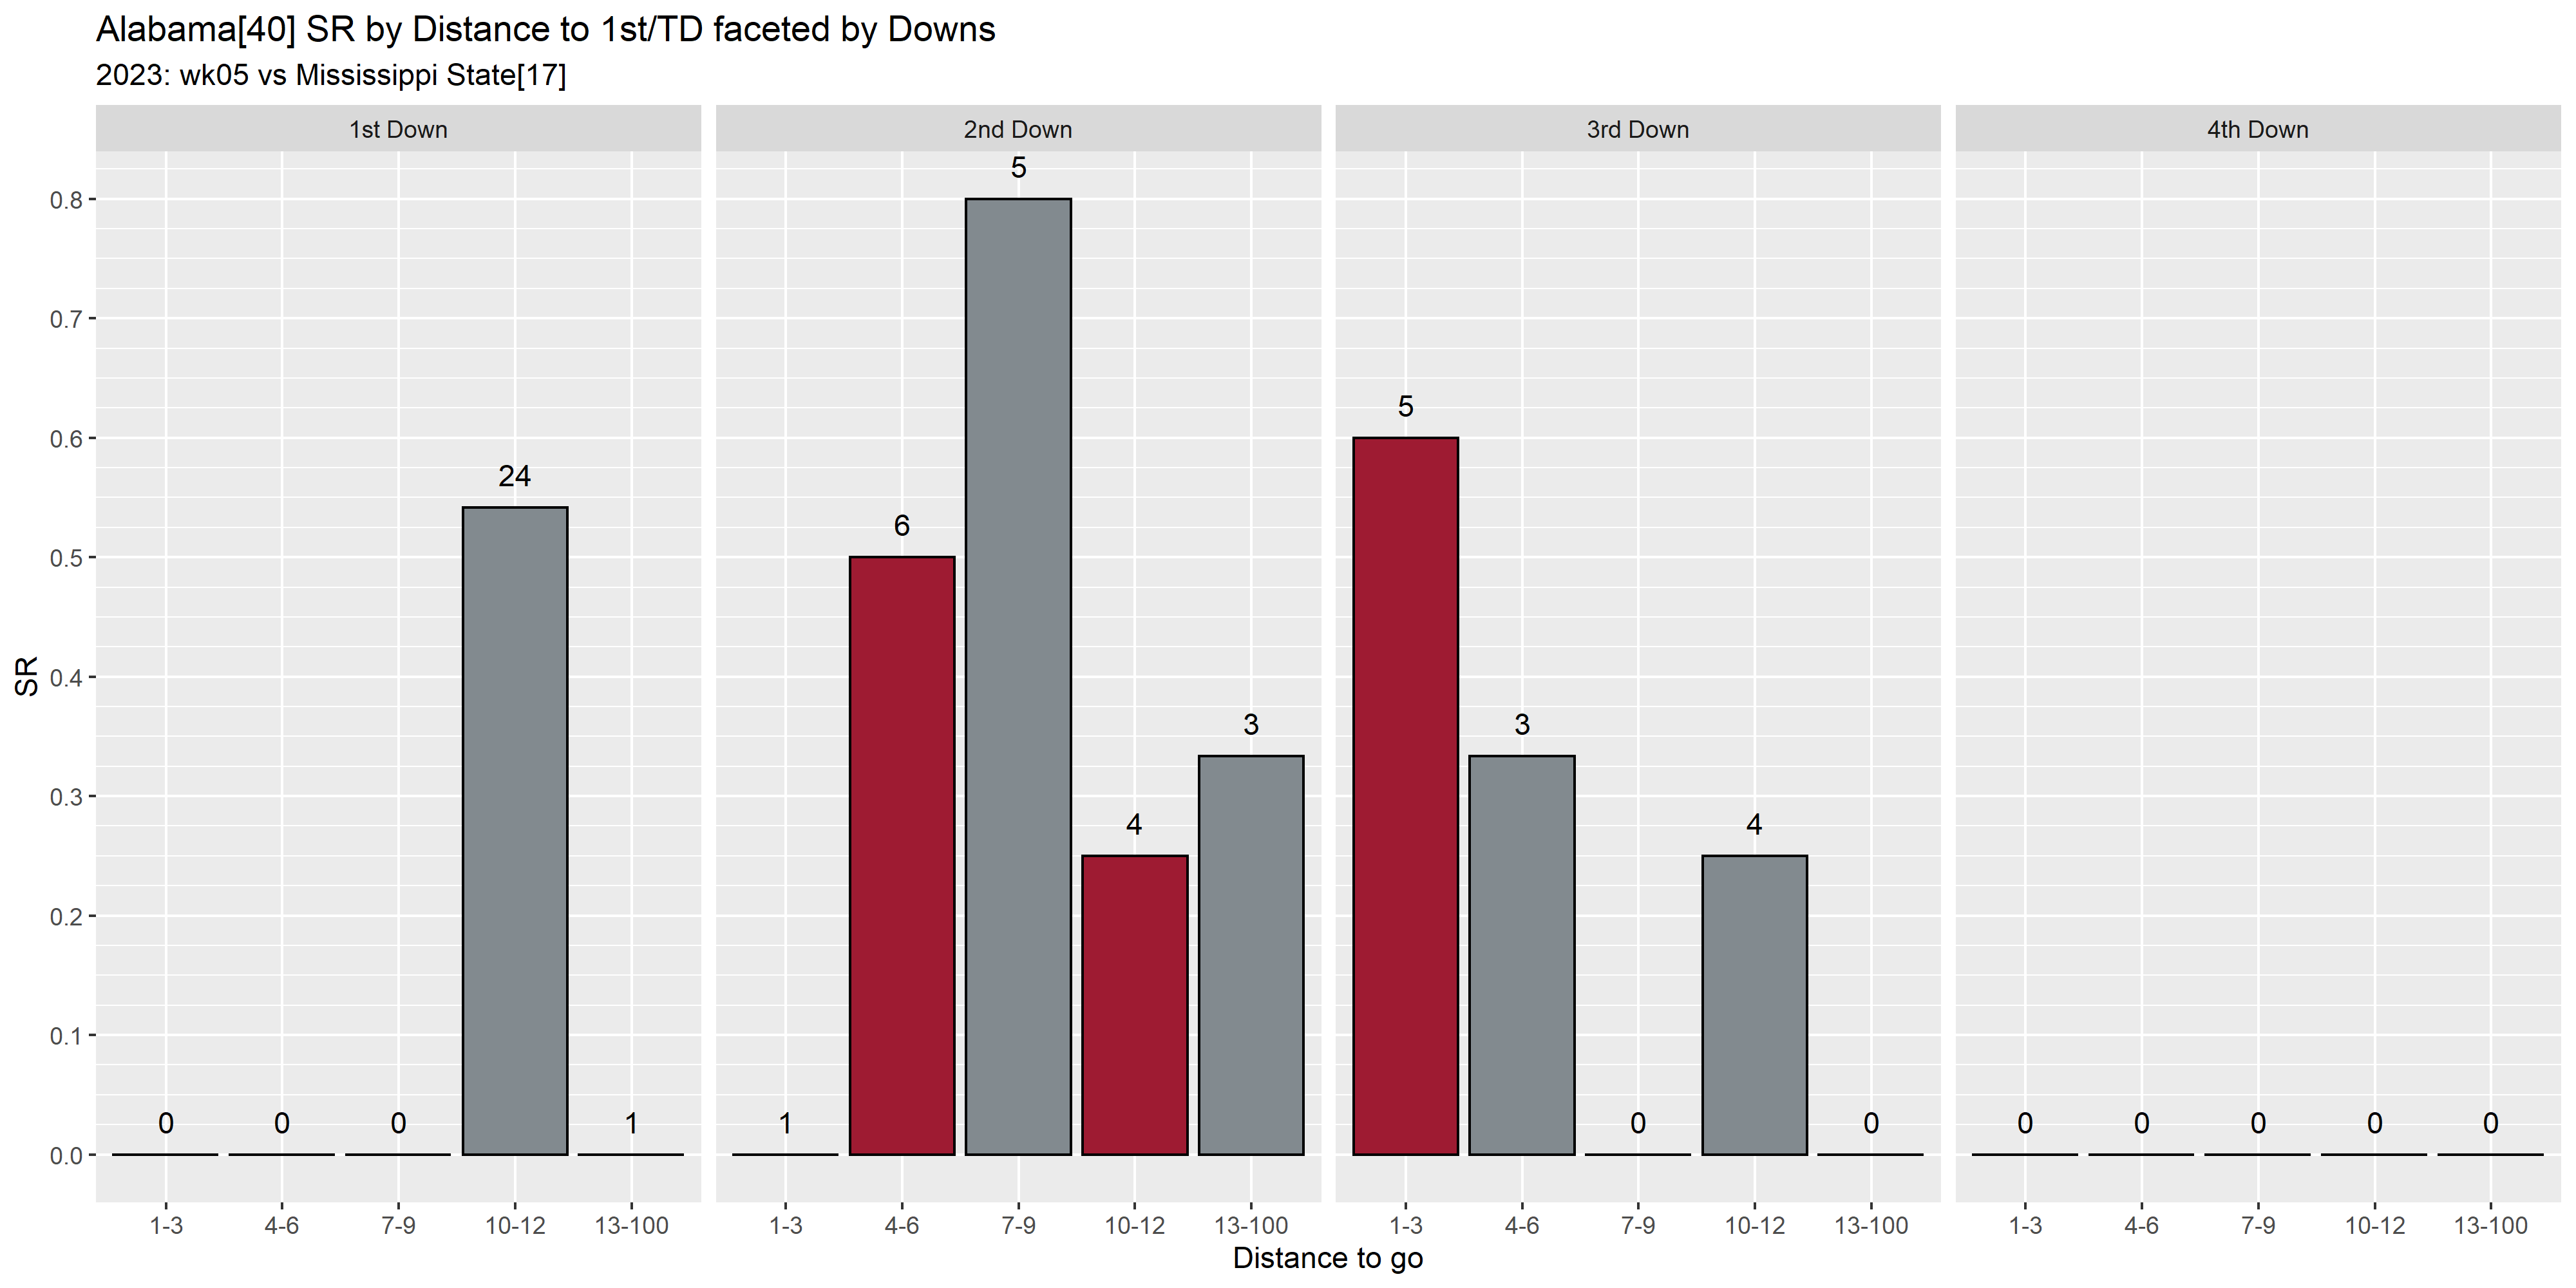 Alabama[40] SR by Distance to 1st/TD faceted by Downs
2023: wk05 vs Mississippi State[17]
1st Down 2nd Down 3rd Down 4th Down
SR
0.8
0.7
0.6
0.5
0.4
0.3
0.2
0.1
0.0
0 0 0 24 1
1 6 5 4 3
5 3 0 4 0
0 0 0 0 0
1-3 4-6 7-9 10-12 13-100 1-3 4-6 7-9 10-12 13-100 1-3 4-6 7-9 10-12 13-100 1-3 4-6 7-9 10-12 13-100
Distance to go